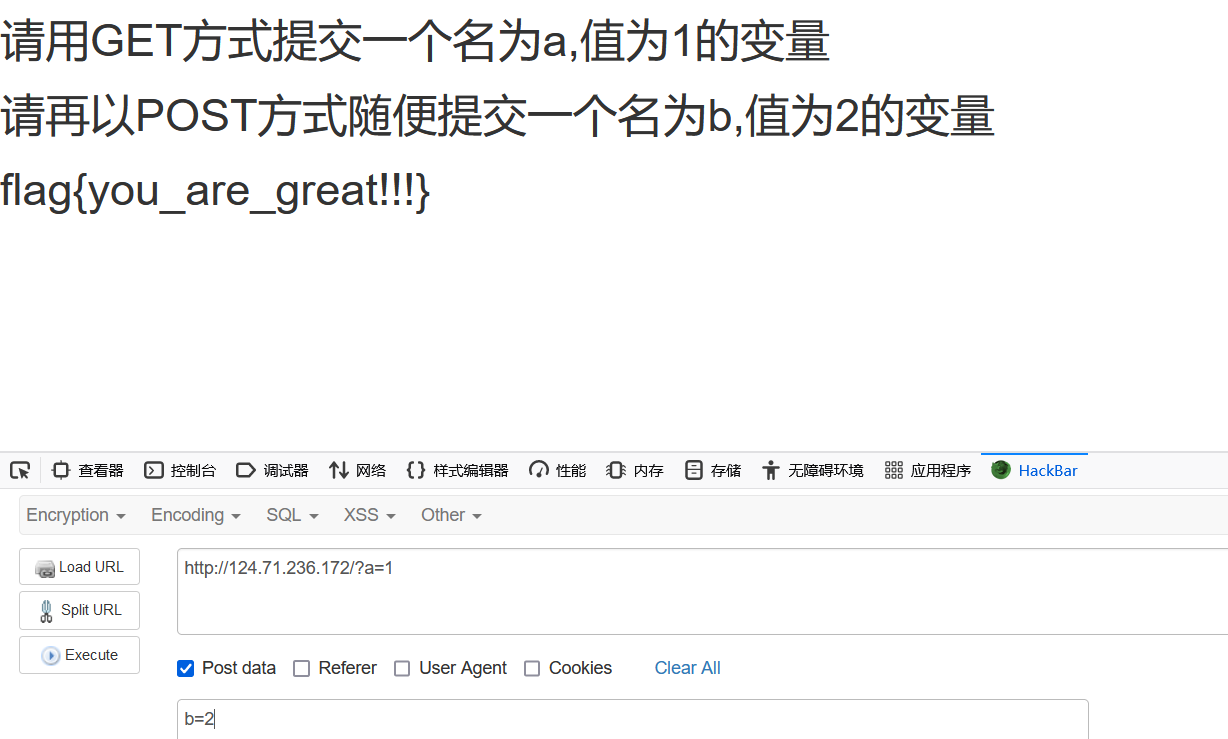 请用GET方式提交一个名为a,值为1的变量
请再以POST方式随便提交一个名为b,值为2的变量
flag{you_are_great!!!}
查看器 控制台 调试器 网络 样式编辑器 性能 内存 存储 无障碍环境 应用程序 HackBar
Encryption Encoding SQL XSS Other
Load URL http://124.71.236.172/?a=1
Split URL
Execute
Post data Referer User Agent Cookies Clear All
b=2